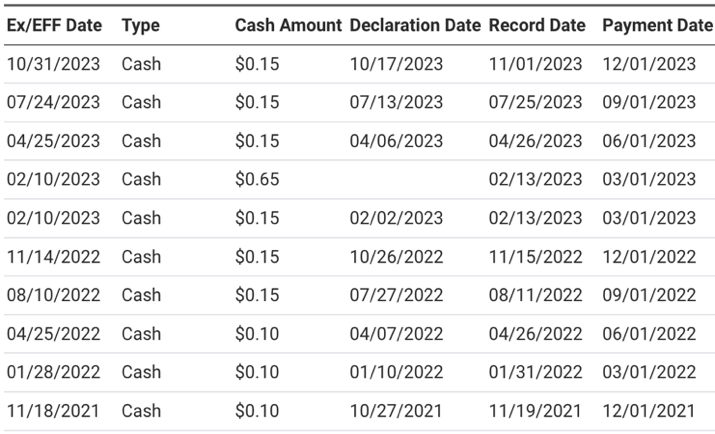 Ex/EFF Date Type Cash Amount Declaration Date Record Date Payment Date
10/31/2023 Cash $0.15 10/17/2023 11/01/2023 12/01/2023
07/24/2023 Cash $0.15 07/13/2023 07/25/2023 09/01/2023
04/25/2023 Cash $0.15 04/06/2023 04/26/2023 06/01/2023
02/10/2023 Cash $0.65 02/13/2023 03/01/2023
02/10/2023 Cash $0.15 02/02/2023 02/13/2023 03/01/2023
11/14/2022 Cash $0.15 10/26/2022 11/15/2022 12/01/2022
08/10/2022 Cash $0.15 07/27/2022 08/11/2022 09/01/2022
04/25/2022 Cash $0.10 04/07/2022 04/26/2022 06/01/2022
01/28/2022 Cash $0.10 01/10/2022 01/31/2022 03/01/2022
11/18/2021 Cash $0.10 10/27/2021 11/19/2021 12/01/2021